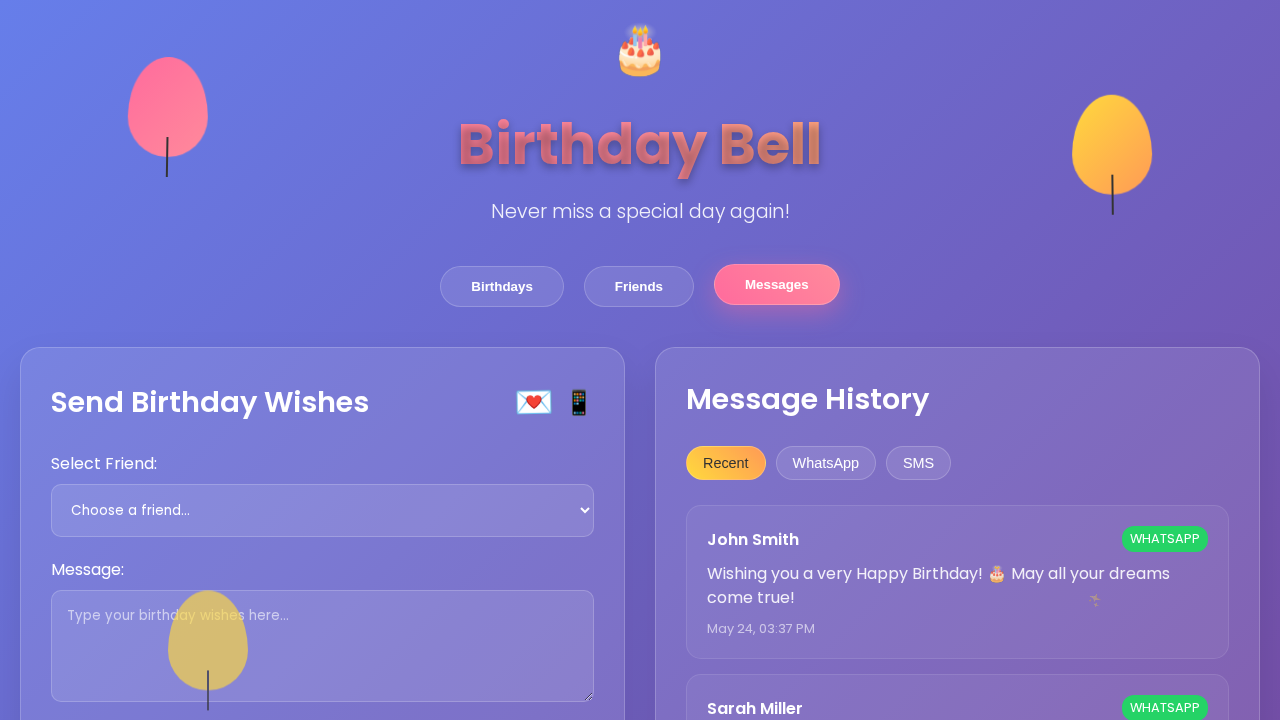 Birthday Bell
Never miss a special day again!
Birthdays
Friends
Messages
Send Birthday Wishes
Select Friend:
Choose a friend...
Message:
Type your birthday wishes here...
Message History
Recent
WhatsApp
SMS
John Smith
WHATSAPP
Wishing you a very Happy Birthday! 🎂 May all your dreams
come true!
May 24, 03:37 PM
Sarah Miller
WHATSAPP